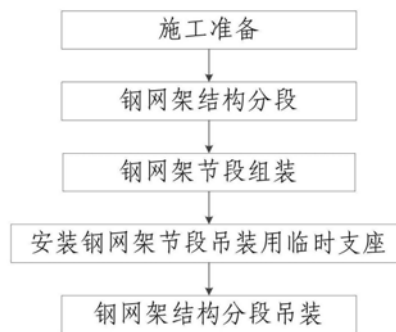 施工准备
钢网架结构分段
钢网架节段组装
安装钢网架节段吊装用临时支座
钢网架结构分段吊装